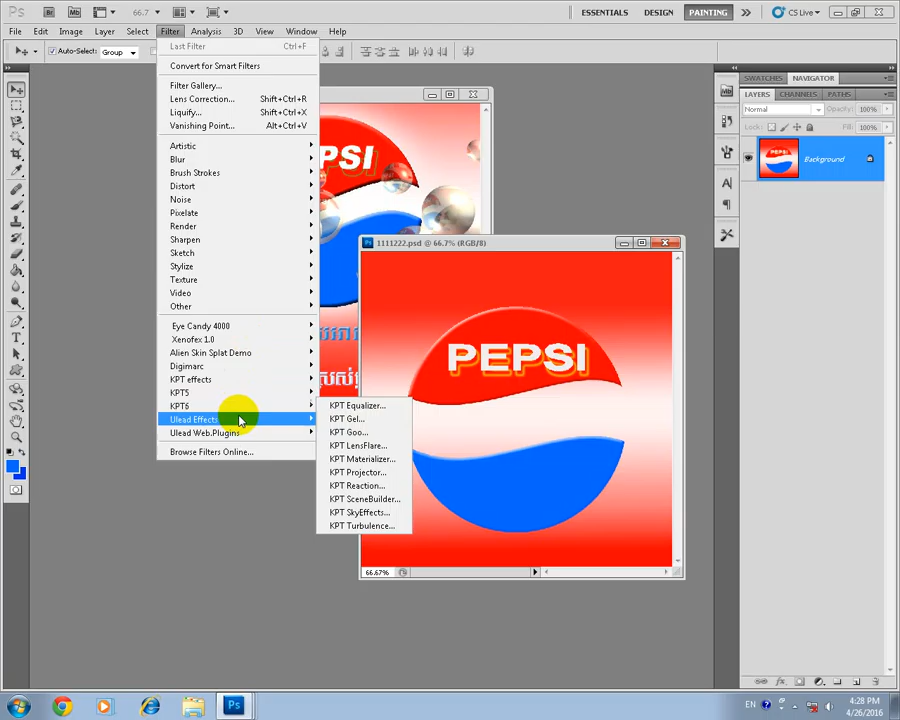 Ps Br Mb 66.7 ESSENTIALS DESIGN PAINTING CS Live
File Edit Image Layer Select Filter Analysis 3D View Window Help
Auto-Select: Group
Last Filter Ctrl+F
Convert for Smart Filters
Filter Gallery...
Lens Correction... Shift+Ctrl+R
Liquify... Shift+Ctrl+X
Vanishing Point... Alt+Ctrl+V
Artistic
Blur
Brush Strokes
Distort
Noise
Pixelate
Render
Sharpen
Sketch
Stylize
Texture
Video
Other
Eye Candy 4000
Xenofex 1.0
Alien Skin Splat Demo
Digimarc
KPT effects
KPT5
KPT6
Ulead Effects
Ulead Web.Plugins
Browse Filters Online...
KPT Equalizer...
KPT Gel...
KPT Goo...
KPT LensFlare...
KPT Materializer...
KPT Projector...
KPT Reaction...
KPT SceneBuilder...
KPT SkyEffects...
KPT Turbulence...
PSI
1111222.psd @ 66.7% (RGB/8)
PEPSI
66.67%
SWATCHES NAVIGATOR
LAYERS CHANNELS PATHS
Normal Opacity: 100%
Lock: Fill: 100%
PEPSI Background
EN 4:28 PM
4/26/2016